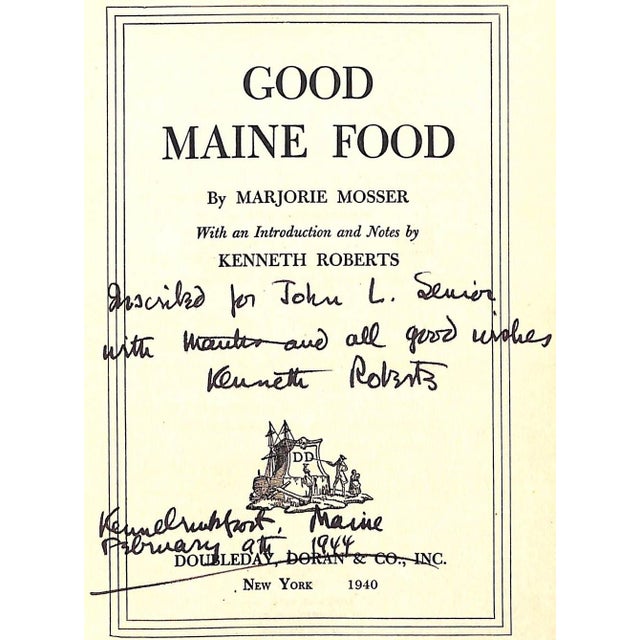 GOOD
MAINE FOOD
By MARJORIE MOSSER
With an Introduction and Notes by
KENNETH ROBERTS
Inscribed for John L. Senior
with thanks and all good wishes
Kenneth Roberts
DD
Kennebunkport, Maine
February 9th 1944
DOUBLEDAY, DORAN & CO., INC.
NEW YORK 1940